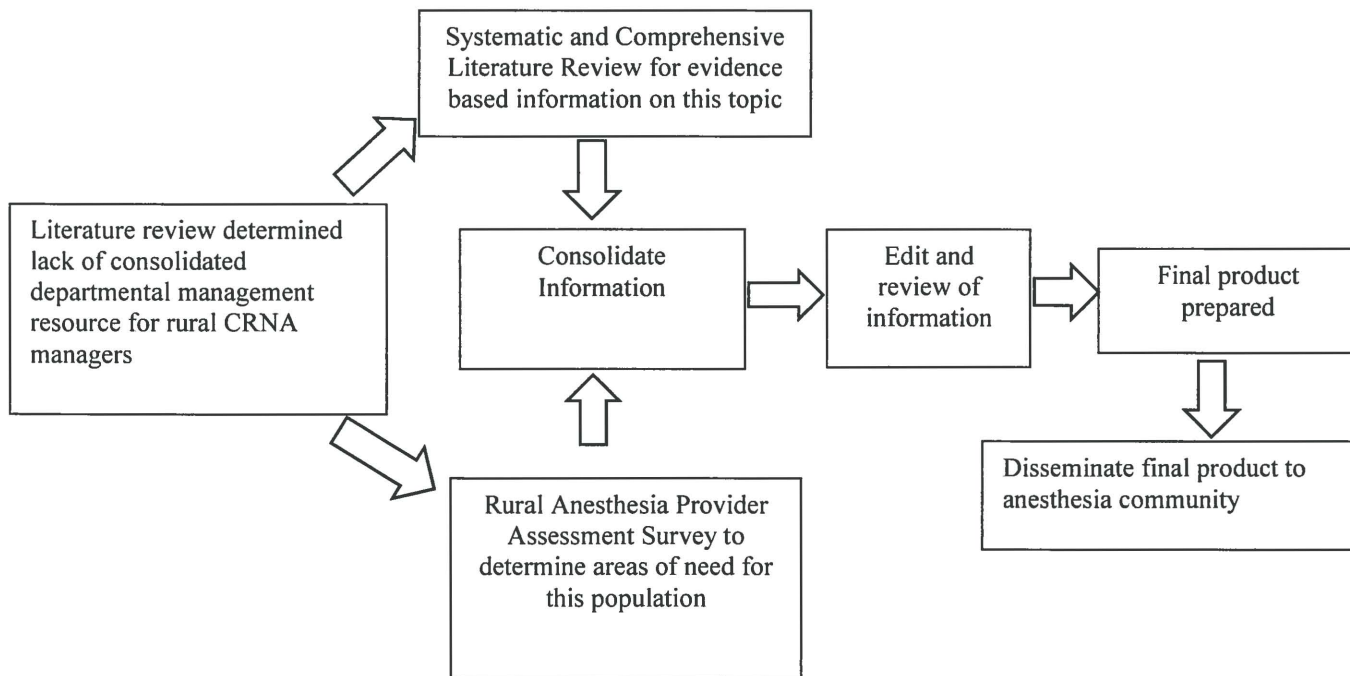 Systematic and Comprehensive
Literature Review for evidence
based information on this topic
Literature review determined
lack of consolidated
departmental management
resource for rural CRNA
managers
Consolidate
Information
Edit and
review of
information
Final product
prepared
Disseminate final product to
anesthesia community
Rural Anesthesia Provider
Assessment Survey to
determine areas of need for
this population